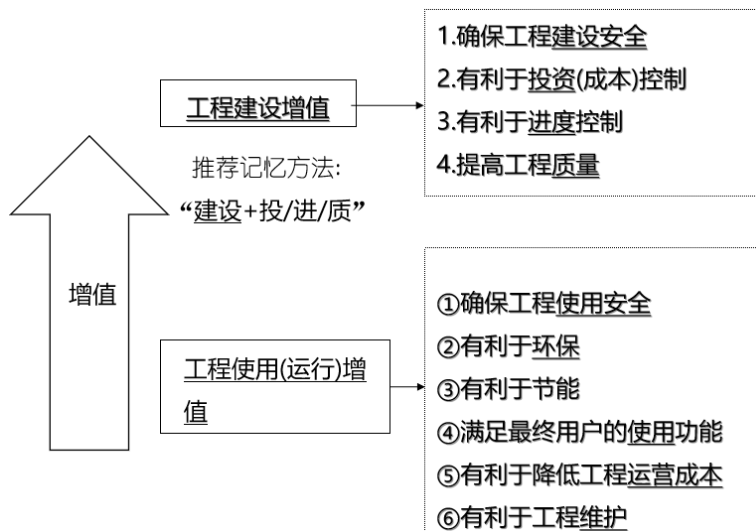 增值
工程建设增值
推荐记忆方法:
“建设+投/进/质”
1.确保工程建设安全
2.有利于投资(成本)控制
3.有利于进度控制
4.提高工程质量
工程使用(运行)增
值
①确保工程使用安全
②有利于环保
③有利于节能
④满足最终用户的使用功能
⑤有利于降低工程运营成本
⑥有利于工程维护